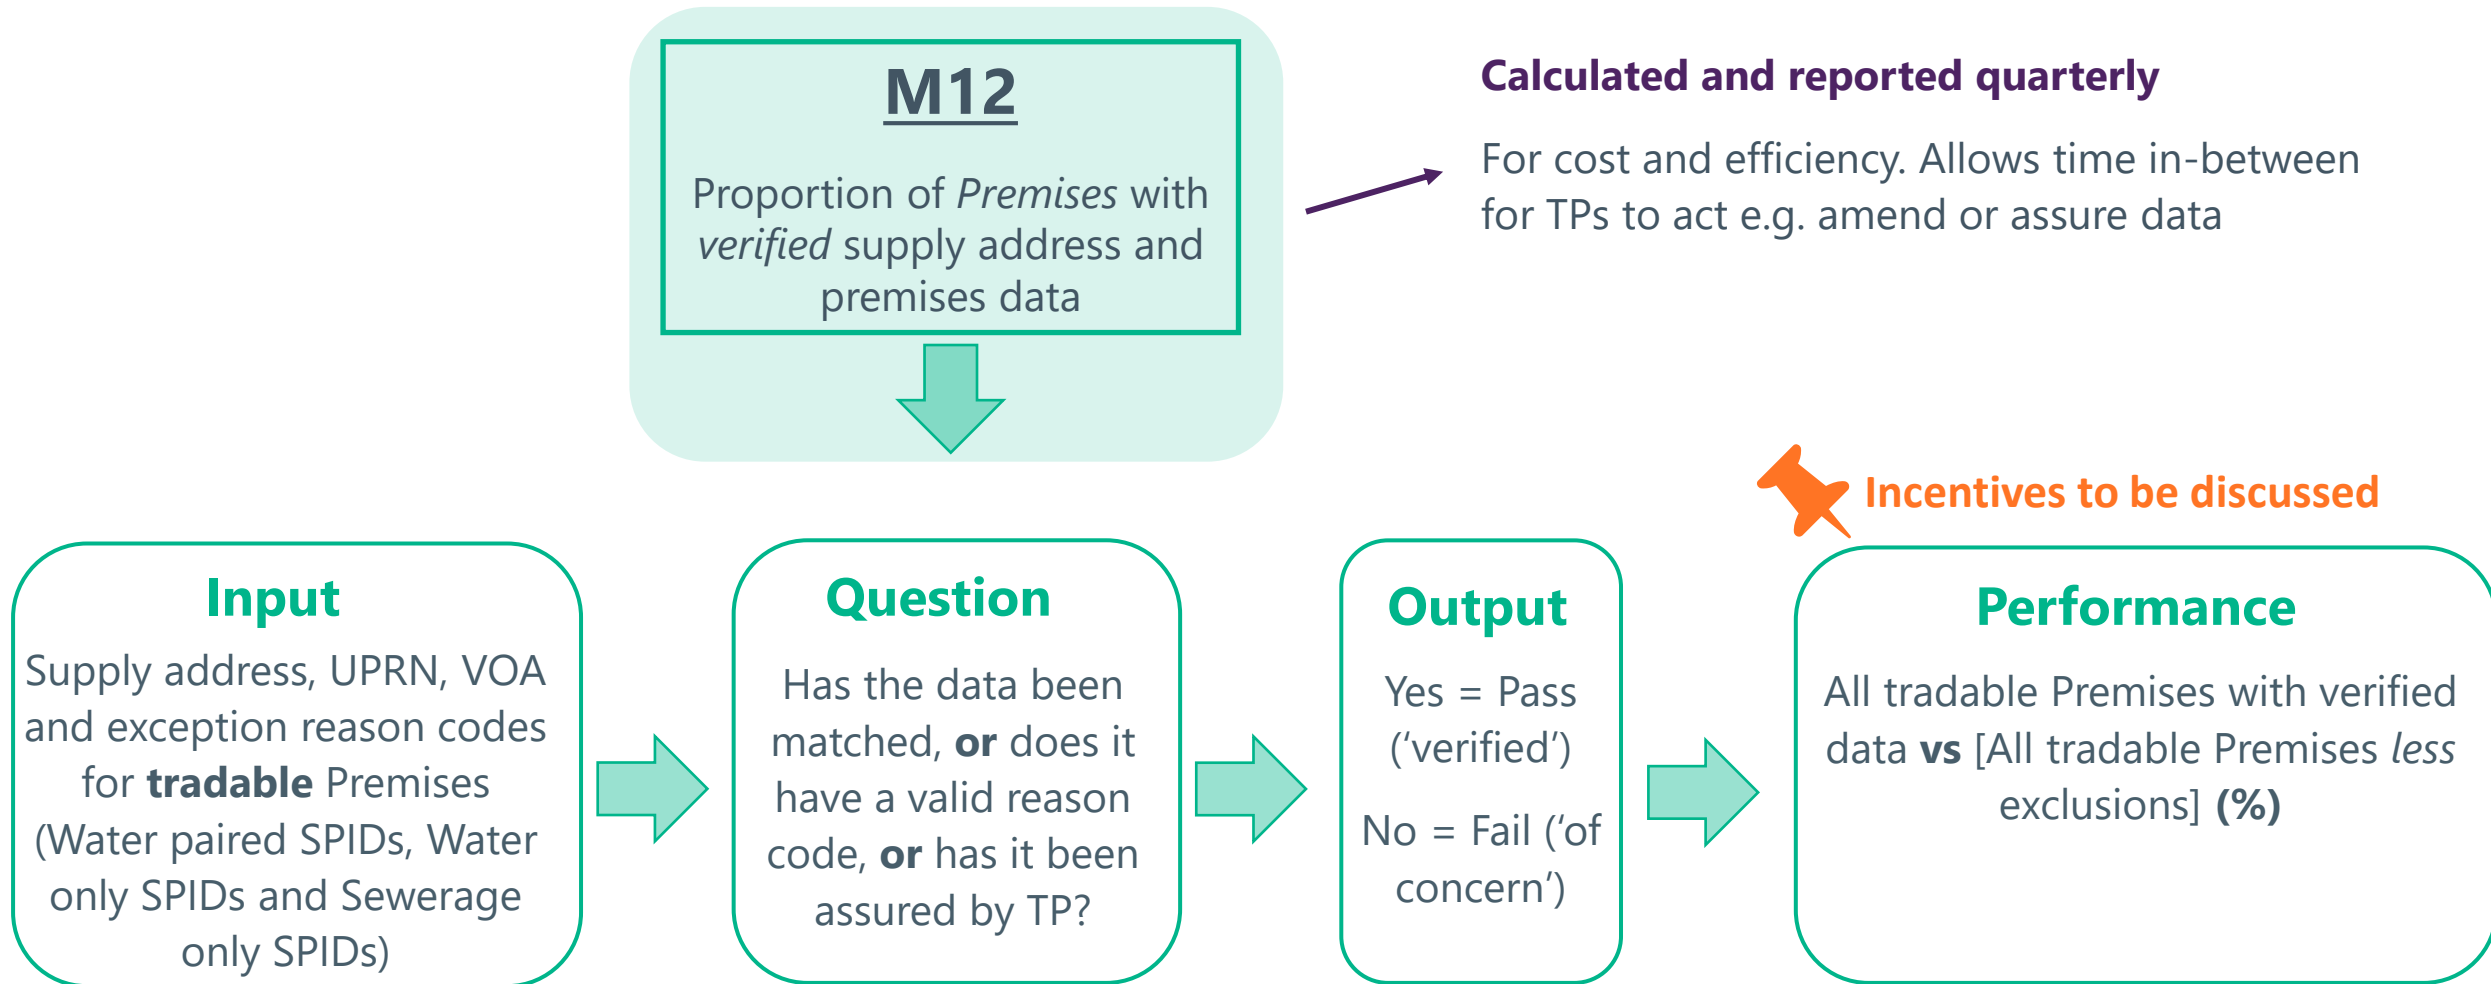 M12
Proportion of Premises with
verified supply address and
premises data
Calculated and reported quarterly
For cost and efficiency. Allows time in-between
for TPs to act e.g. amend or assure data
Incentives to be discussed
Input
Supply address, UPRN, VOA
and exception reason codes
for tradable Premises
(Water paired SPIDs, Water
only SPIDs and Sewerage
only SPIDs)
Question
Has the data been
matched, or does it
have a valid reason
code, or has it been
assured by TP?
Output
Yes = Pass
(‘verified’)
No = Fail (‘of
concern’)
Performance
All tradable Premises with verified
data vs [All tradable Premises less
exclusions] (%)